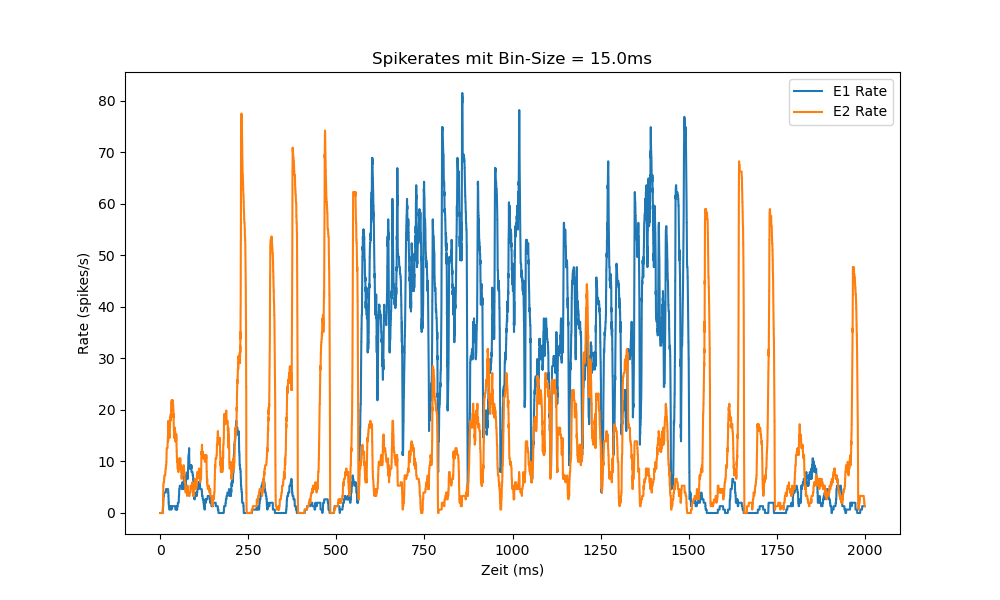 Spikerates mit Bin-Size = 15.0ms
E1 Rate
E2 Rate
80
70
60
50
40
30
20
10
0
Rate (spikes/s)
0 250 500 750 1000 1250 1500 1750 2000
Zeit (ms)